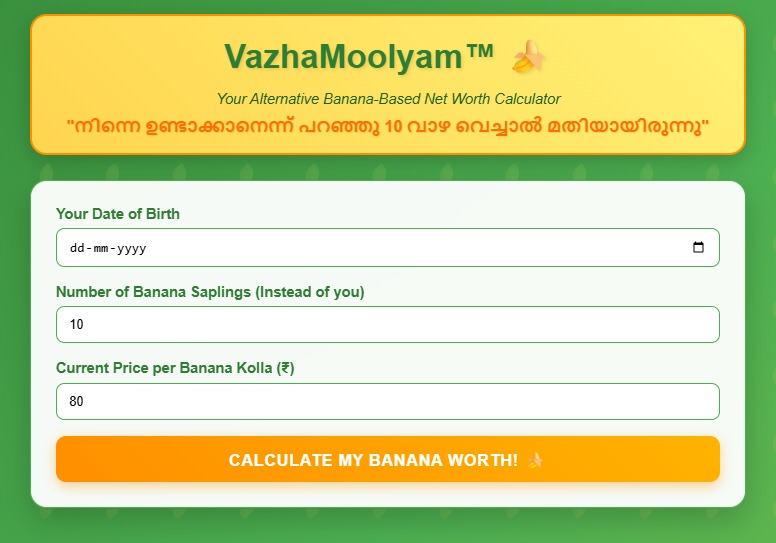 VazhaMoolyam™ 🍌
Your Alternative Banana-Based Net Worth Calculator
"നിന്നെ ഉണ്ടാക്കാനെന്ന് പറഞ്ഞു 10 വാഴ വെച്ചാൽ മതിയായിരുന്നു"
Your Date of Birth
dd-mm-yyyy
Number of Banana Saplings (Instead of you)
10
Current Price per Banana Kolla (₹)
80
CALCULATE MY BANANA WORTH! 🍌